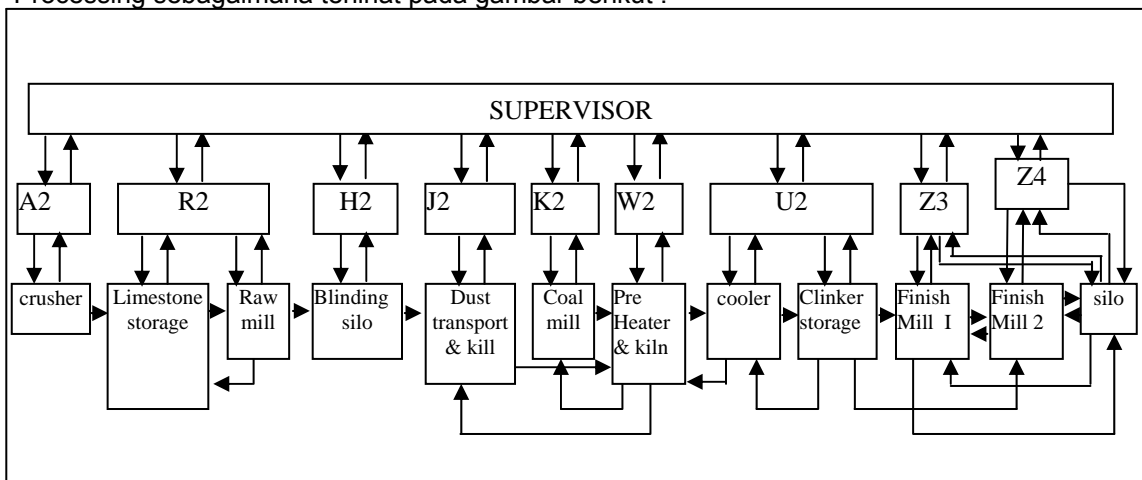 Processing sebagaimana terlihat pada gambar berikut :
SUPERVISOR
A2
R2
H2
J2
K2
W2
U2
Z3
Z4
crusher
Limestone
storage
Raw
mill
Blinding
silo
Dust
transport
& kill
Coal
mill
Pre
Heater
& kiln
cooler
Clinker
storage
Finish
Mill I
Finish
Mill 2
silo